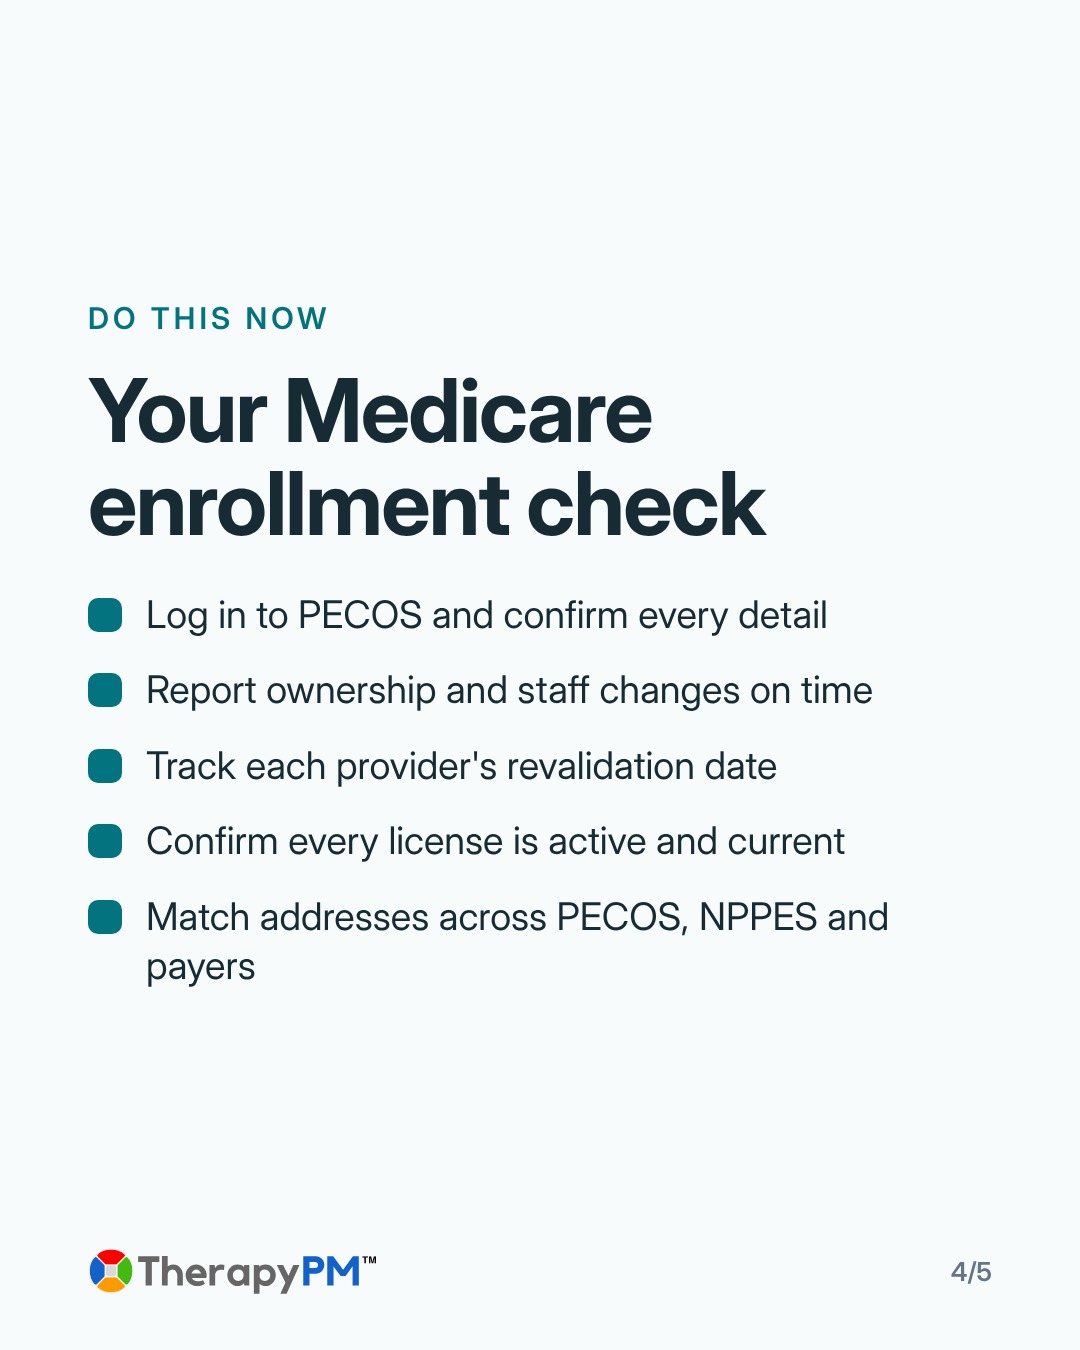 DO THIS NOW
Your Medicare
enrollment check
Log in to PECOS and confirm every detail
Report ownership and staff changes on time
Track each provider's revalidation date
Confirm every license is active and current
Match addresses across PECOS, NPPES and
payers
TherapyPM™
4/5